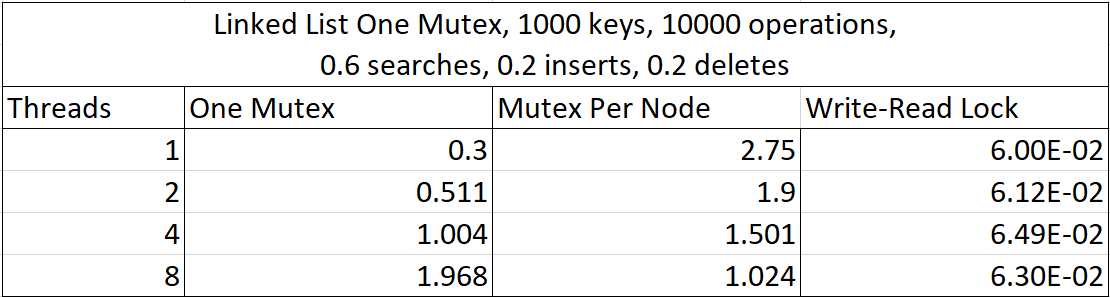 Linked List One Mutex, 1000 keys, 10000 operations,
0.6 searches, 0.2 inserts, 0.2 deletes
Threads One Mutex Mutex Per Node Write-Read Lock
1 0.3 2.75 6.00E-02
2 0.511 1.9 6.12E-02
4 1.004 1.501 6.49E-02
8 1.968 1.024 6.30E-02